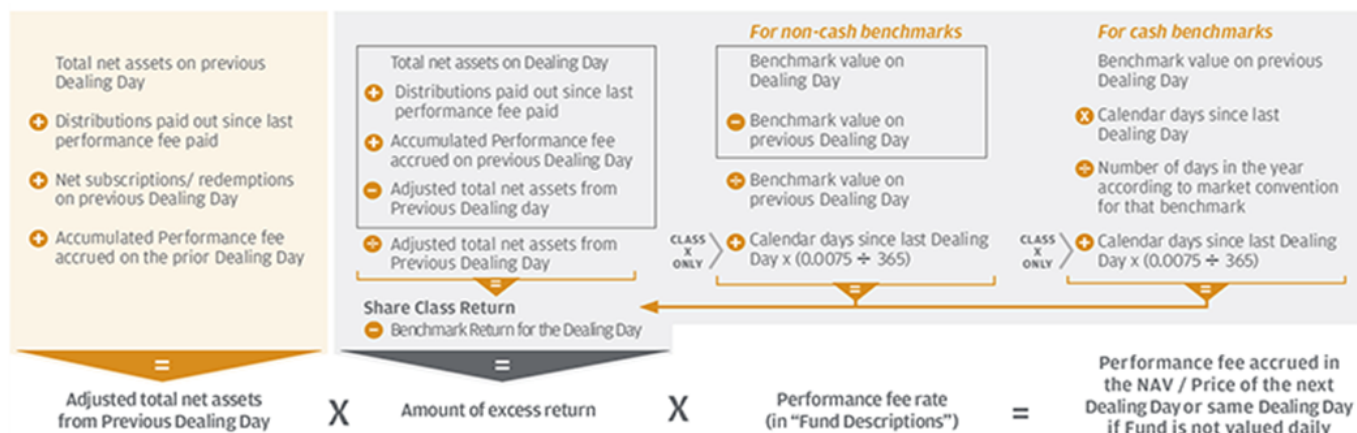 Total net assets on previous
Dealing Day
+ Distributions paid out since last
performance fee paid
+ Net subscriptions/ redemptions
on previous Dealing Day
+ Accumulated Performance fee
accrued on the prior Dealing Day
=
Adjusted total net assets
from Previous Dealing Day
X
Total net assets on Dealing Day
+ Distributions paid out since last
performance fee paid
+ Accumulated Performance fee
accrued on previous Dealing Day
− Adjusted total net assets from
Previous Dealing day
÷ Adjusted total net assets from
Previous Dealing Day
=
Share Class Return
− Benchmark Return for the Dealing Day
=
Amount of excess return
For non-cash benchmarks
Benchmark value on
Dealing Day
− Benchmark value on
previous Dealing Day
÷ Benchmark value on
previous Dealing Day
CLASS
X
ONLY
+ Calendar days since last Dealing
Day x (0.0075 ÷ 365)
=
For cash benchmarks
Benchmark value on previous
Dealing Day
x Calendar days since last
Dealing Day
÷ Number of days in the year
according to market convention
for that benchmark
CLASS
X
ONLY
+ Calendar days since last Dealing
Day x (0.0075 ÷ 365)
=
X
Performance fee rate
(in “Fund Descriptions”)
=
Performance fee accrued in
the NAV / Price of the next
Dealing Day or same Dealing Day
if Fund is not valued daily